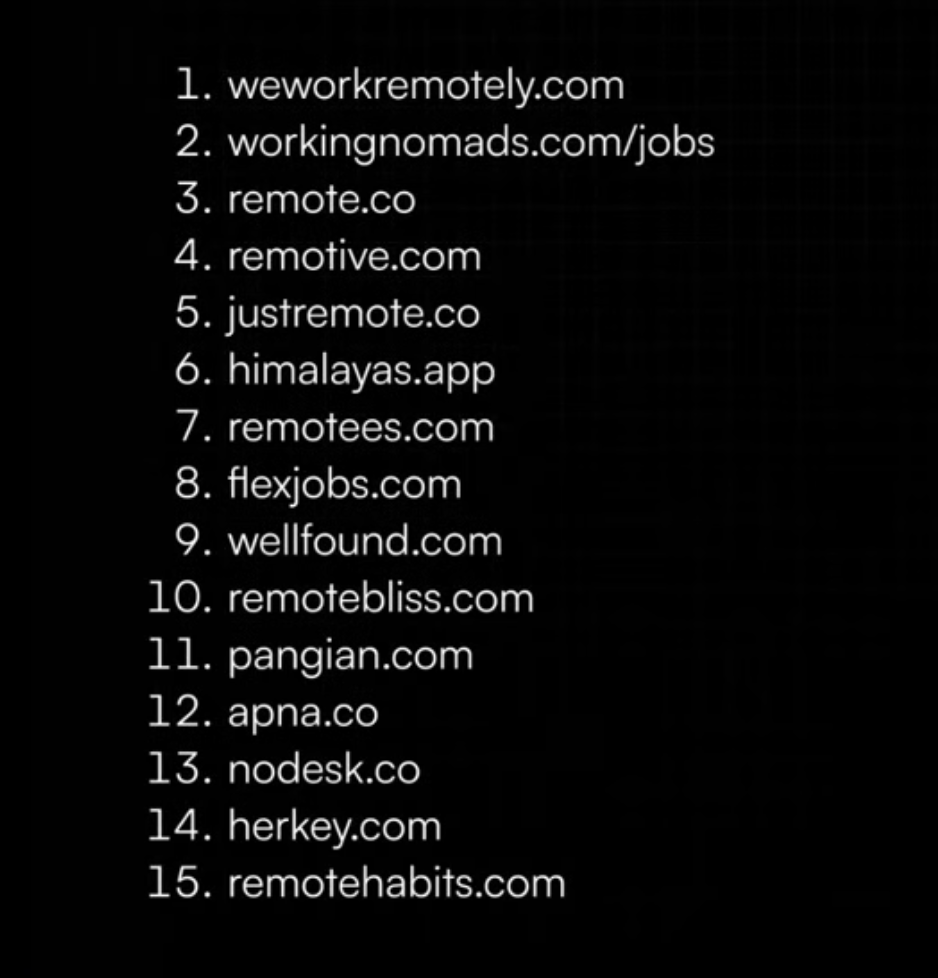 1. weworkremotely.com
2. workingnomads.com/jobs
3. remote.co
4. remotive.com
5. justremote.co
6. himalayas.app
7. remotees.com
8. flexjobs.com
9. wellfound.com
10. remotebliss.com
11. pangian.com
12. apna.co
13. nodesk.co
14. herkey.com
15. remotehabits.com